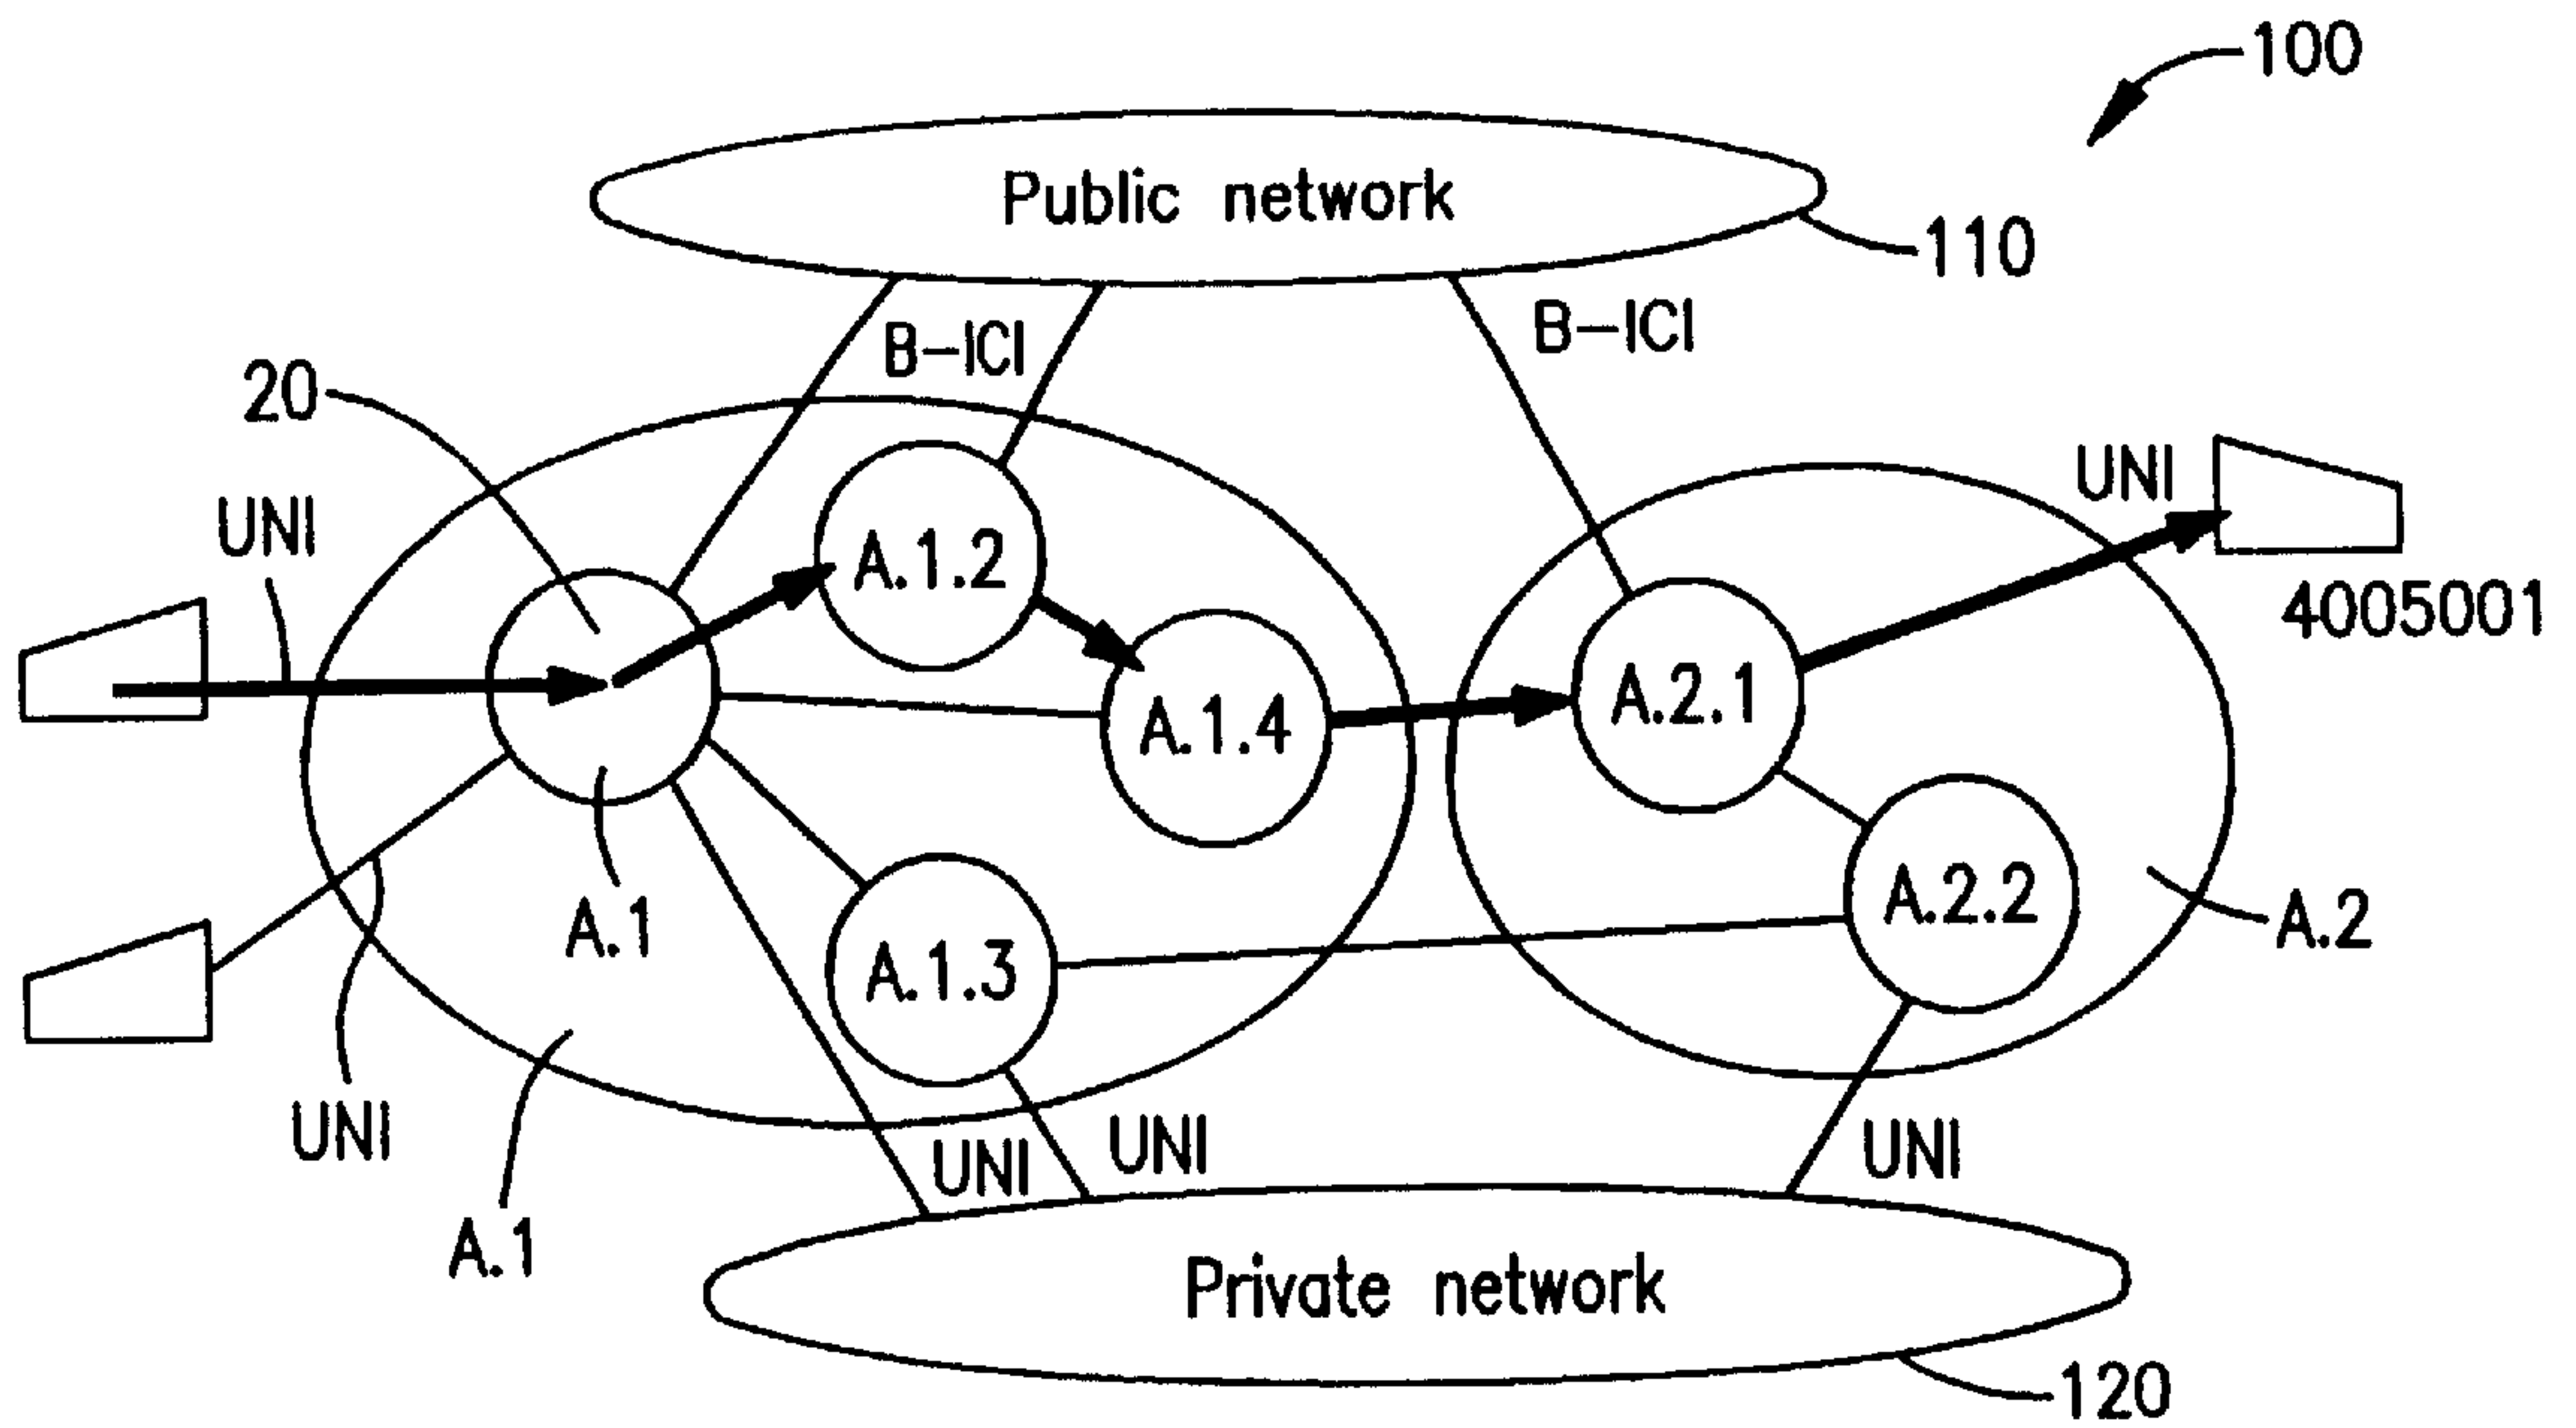 100
Public network
110
B-ICI
B-ICI
20
UNI
UNI
A.1.2
4005001
A.2.1
A.1.4
A.2.2
A.1
A.2
A.1.3
UNI
UNI
UNI
UNI
A.1
Private network
120